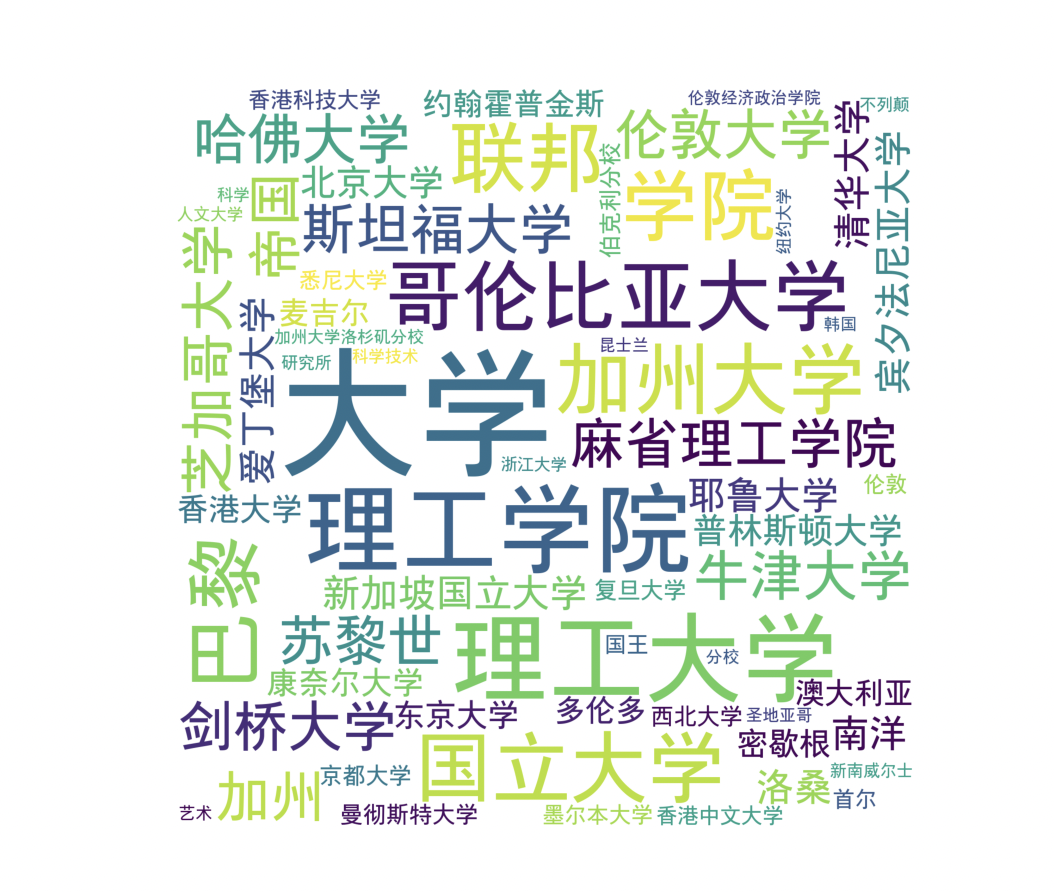 香港科技大学
约翰霍普金斯
伦敦经济政治学院
不列颠
哈佛大学
联邦
伦敦大学
清华大学
北京大学
伯克利分校
学院
宾夕法尼亚大学
科学
帝国
人文大学
斯坦福大学
纽约大学
芝加哥大学
悉尼大学
哥伦比亚大学
麦吉尔
韩国
爱丁堡大学
加州大学洛杉矶分校
昆士兰
研究所
科学技术
大学
加州大学
麻省理工学院
浙江大学
伦敦
香港大学
理工学院
耶鲁大学
普林斯顿大学
巴黎
新加坡国立大学
复旦大学
牛津大学
苏黎世
理工大学
国王
分校
康奈尔大学
澳大利亚
剑桥大学
东京大学
多伦多
西北大学
圣地亚哥
密歇根
南洋
国立大学
京都大学
加州
洛桑
新南威尔士
首尔
艺术
曼彻斯特大学
墨尔本大学
香港中文大学